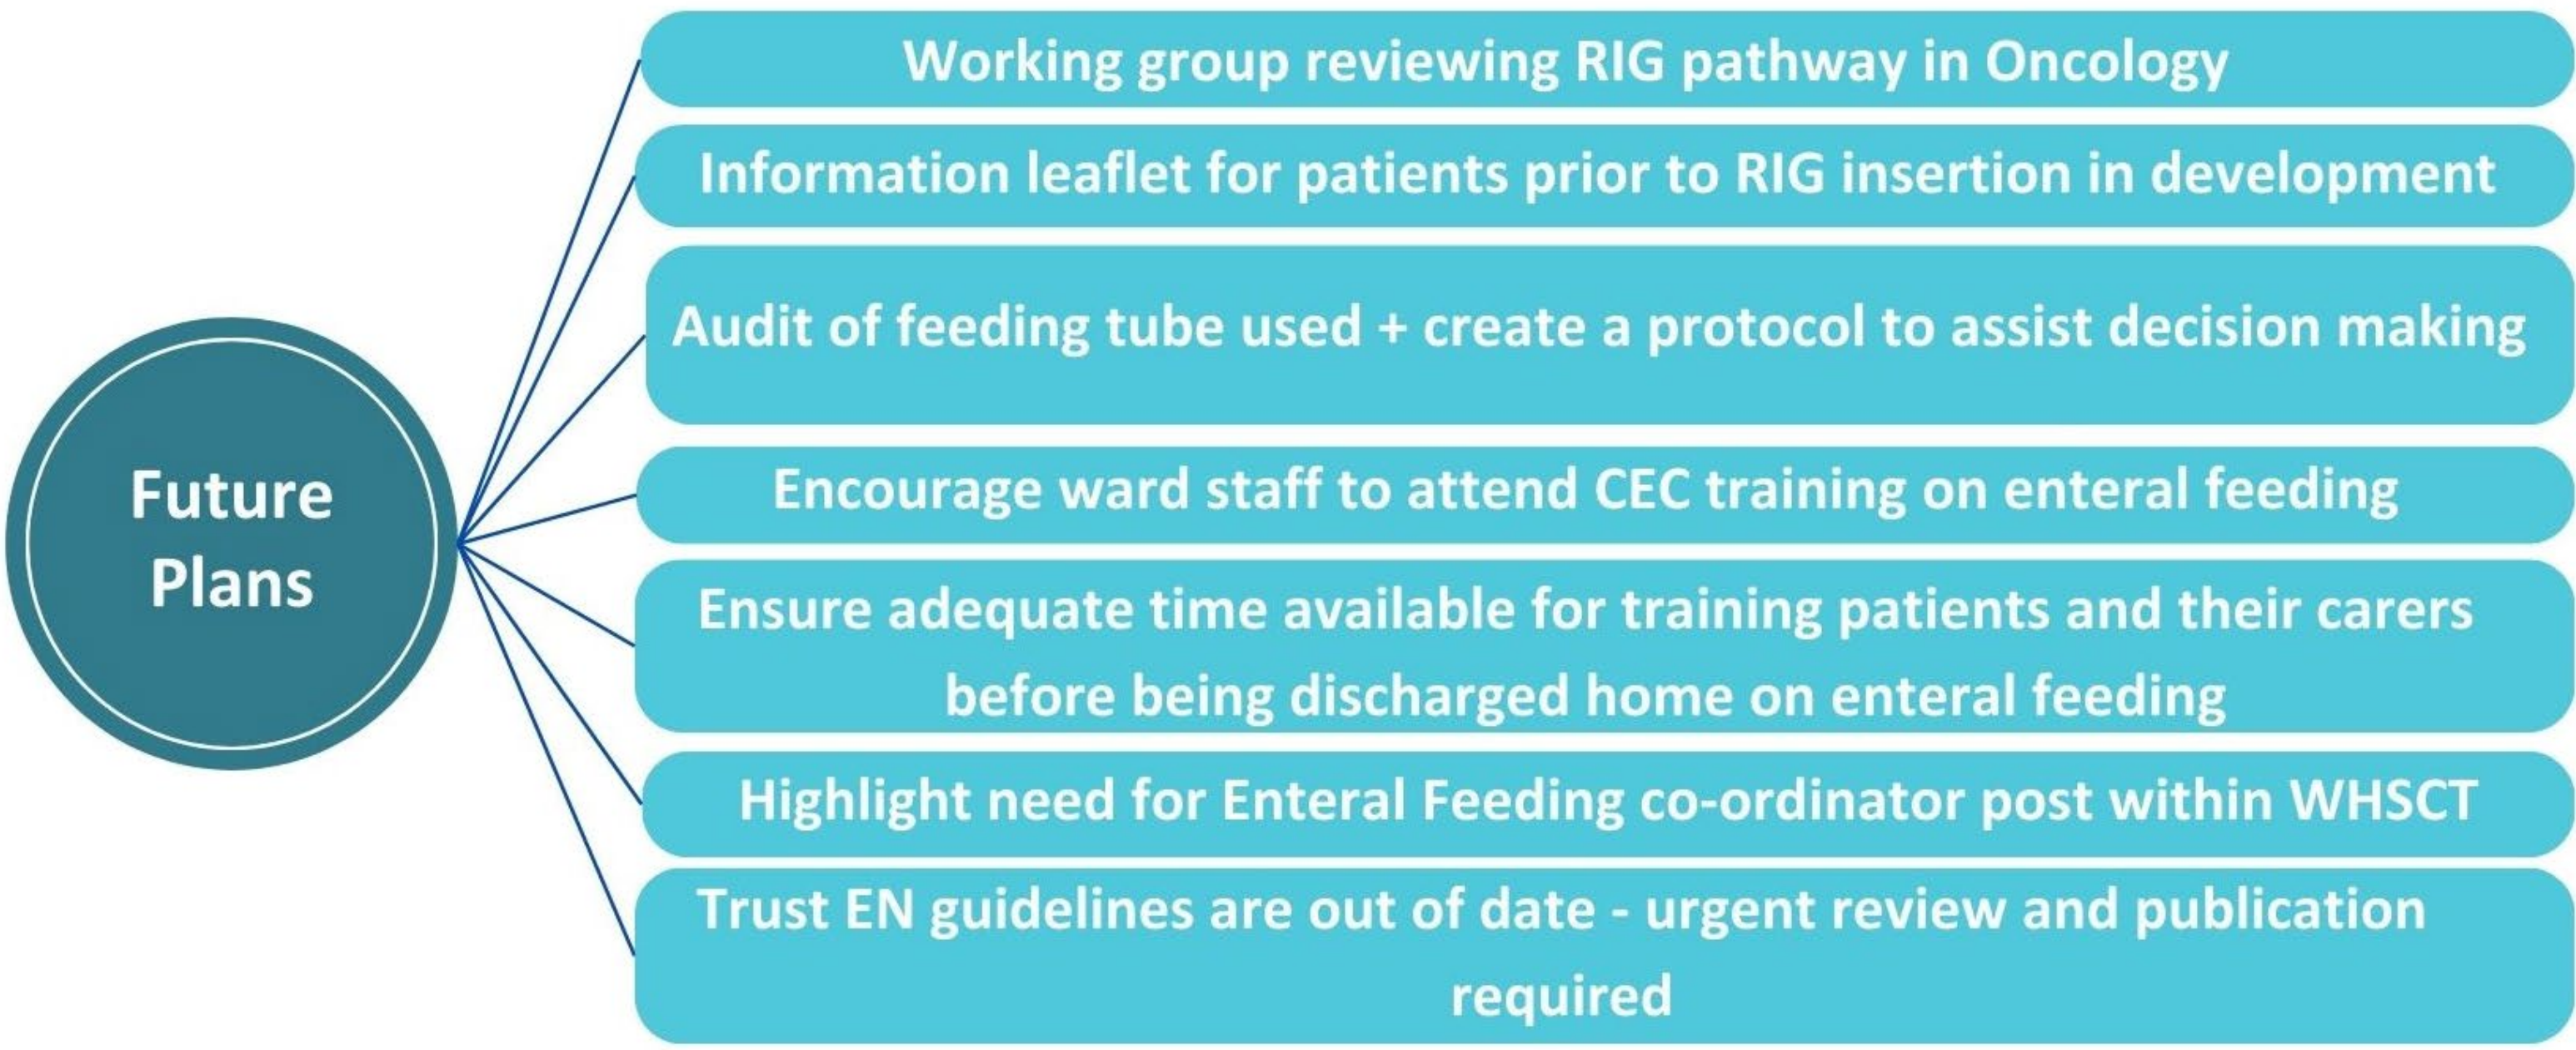 Future
Plans
Working group reviewing RIG pathway in Oncology
Information leaflet for patients prior to RIG insertion in development
Audit of feeding tube used + create a protocol to assist decision making
Encourage ward staff to attend CEC training on enteral feeding
Ensure adequate time available for training patients and their carers
before being discharged home on enteral feeding
Highlight need for Enteral Feeding co-ordinator post within WHSCT
Trust EN guidelines are out of date - urgent review and publication
required